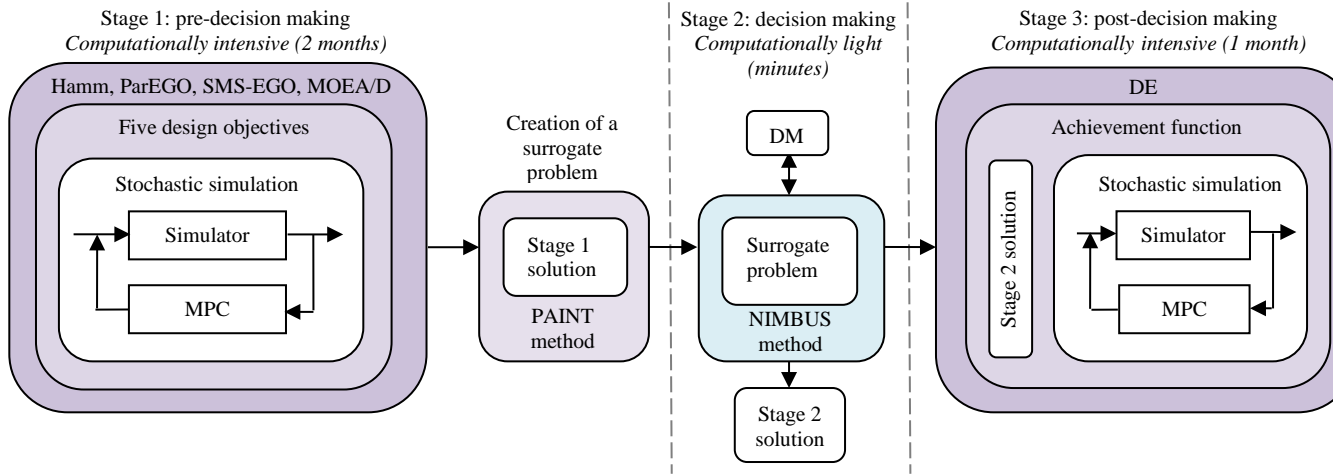 Stage 1: pre-decision making
Computationally intensive (2 months)
Hamm, ParEGO, SMS-EGO, MOEA/D
Five design objectives
Stochastic simulation
Simulator
MPC
Creation of a
surrogate
problem
Stage 1
solution
PAINT
method
Stage 2: decision making
Computationally light
(minutes)
DM
Surrogate
problem
NIMBUS
method
Stage 2
solution
Stage 3: post-decision making
Computationally intensive (1 month)
DE
Achievement function
Stage 2 solution
Stochastic simulation
Simulator
MPC